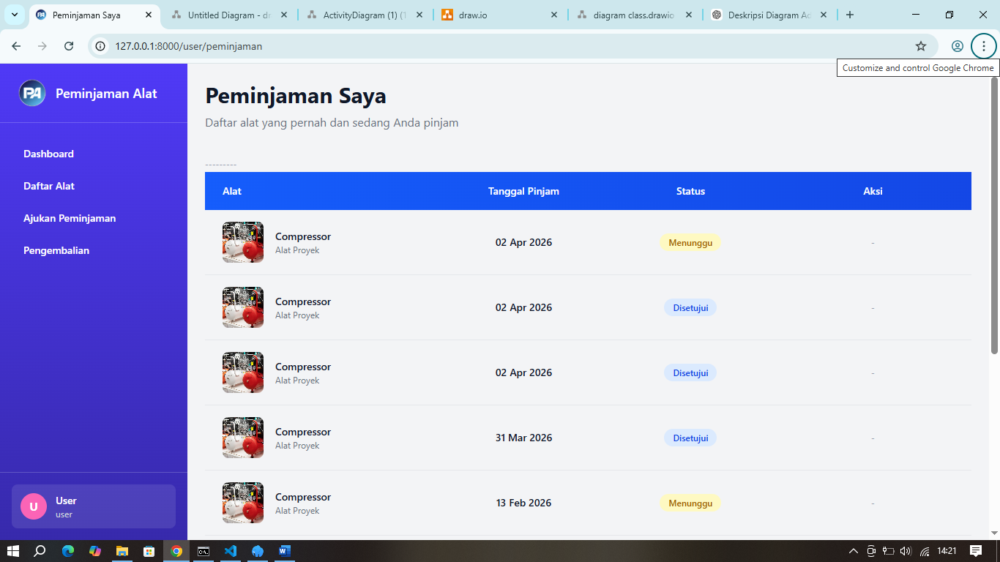 Peminjaman Saya
Untitled Diagram - dr
ActivityDiagram (1) (1
draw.io
diagram class.drawio
Deskripsi Diagram Ad
127.0.0.1:8000/user/peminjaman
Customize and control Google Chrome
PA
Peminjaman Alat
Dashboard
Daftar Alat
Ajukan Peminjaman
Pengembalian
U
User
user
Peminjaman Saya
Daftar alat yang pernah dan sedang Anda pinjam
---------
Alat Tanggal Pinjam Status Aksi
Compressor
Alat Proyek
02 Apr 2026 Menunggu -
Compressor
Alat Proyek
02 Apr 2026 Disetujui -
Compressor
Alat Proyek
02 Apr 2026 Disetujui -
Compressor
Alat Proyek
31 Mar 2026 Disetujui -
Compressor
Alat Proyek
13 Feb 2026 Menunggu -
14:21